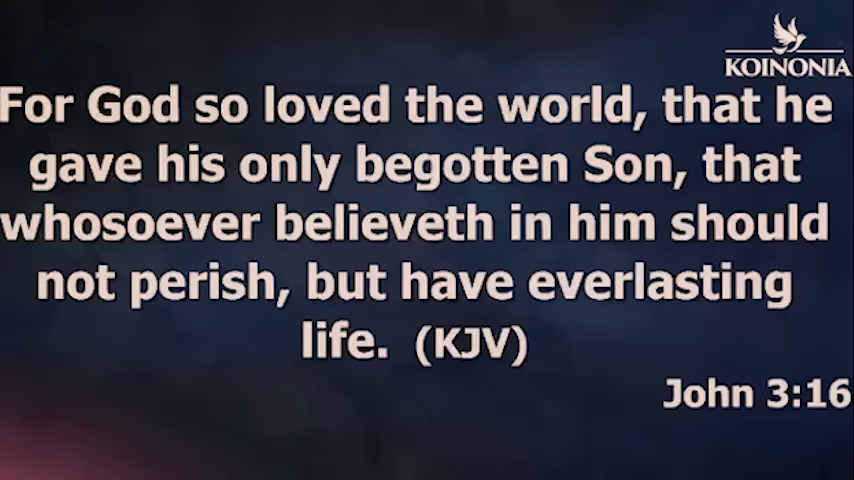 KOINONIA
For God so loved the world, that he
gave his only begotten Son, that
whosoever believeth in him should
not perish, but have everlasting
life. (KJV)
John 3:16